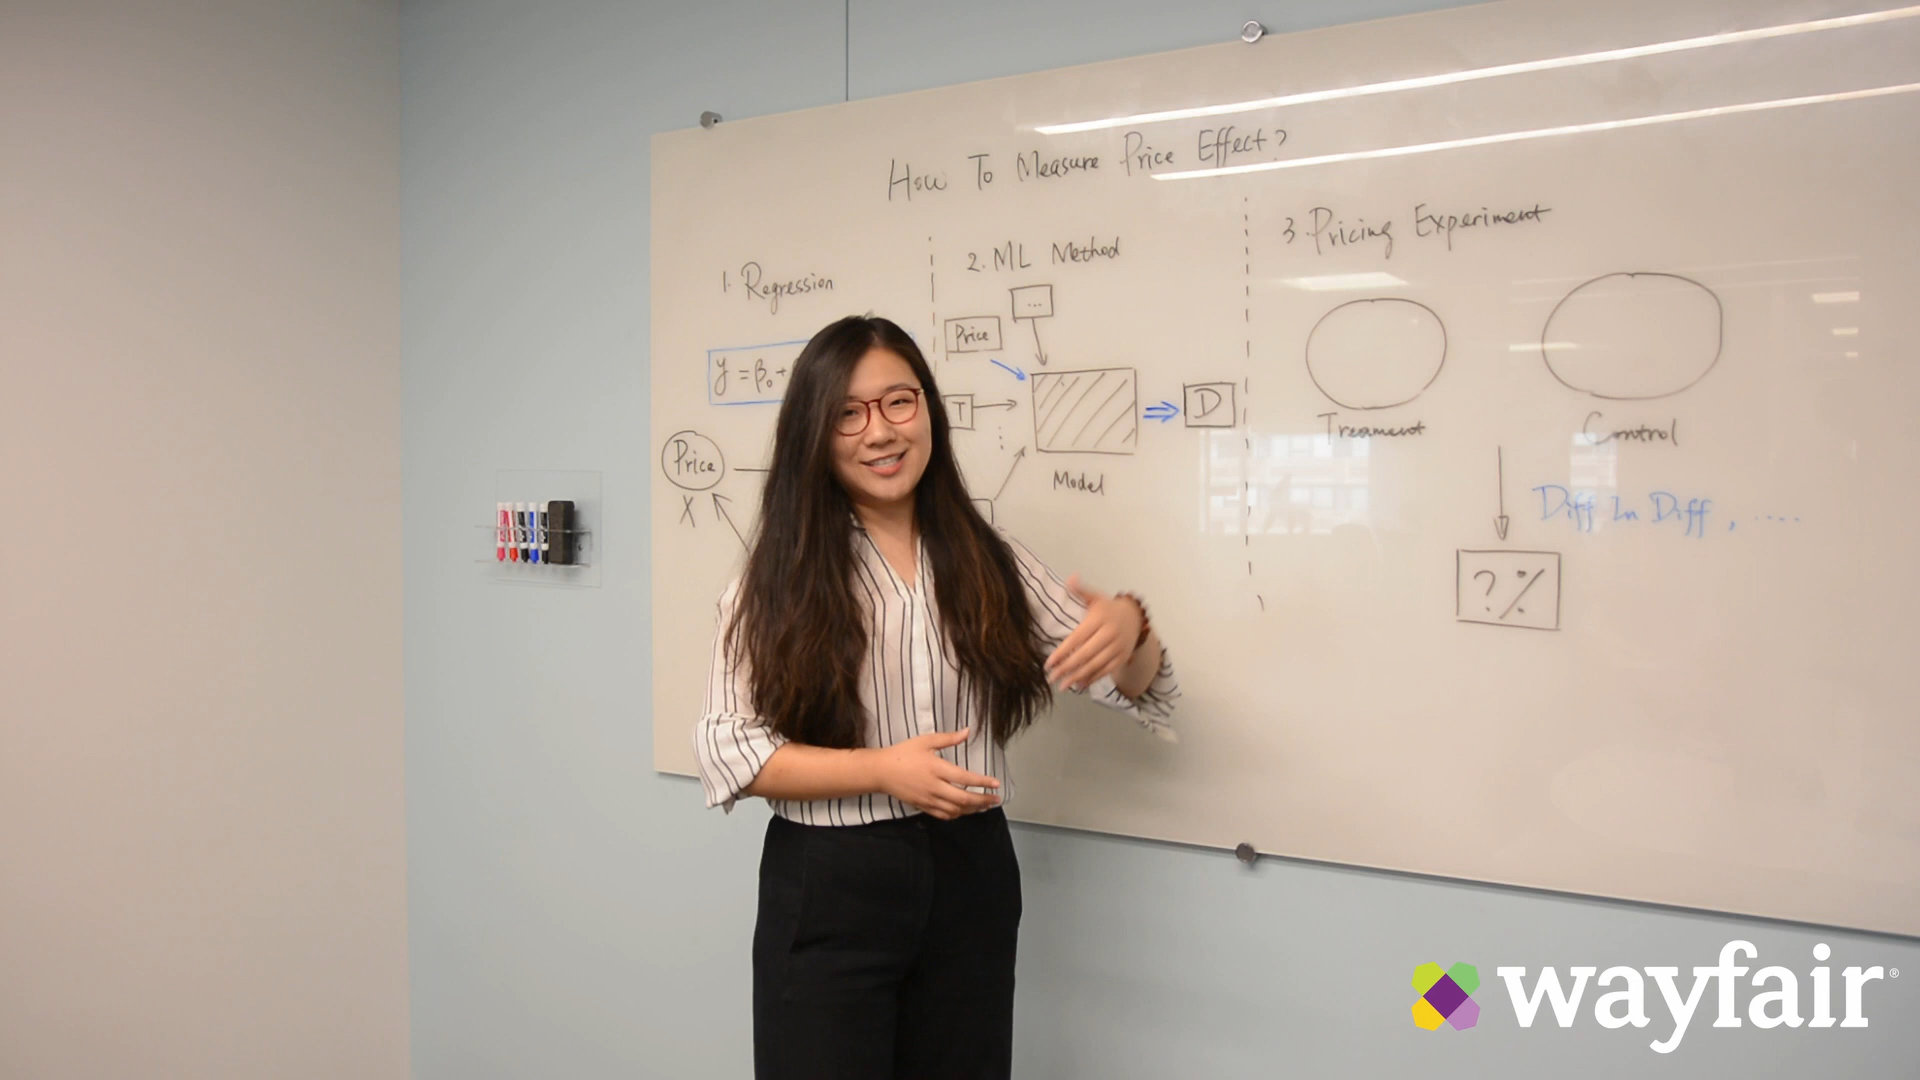 How To Measure Price Effect?
1. Regression
y = β₀ +
Price
X
2. ML Method
...
Price
T
Model
D
3. Pricing Experiment
Treament
Control
Diff In Diff, ....
? %
wayfair®